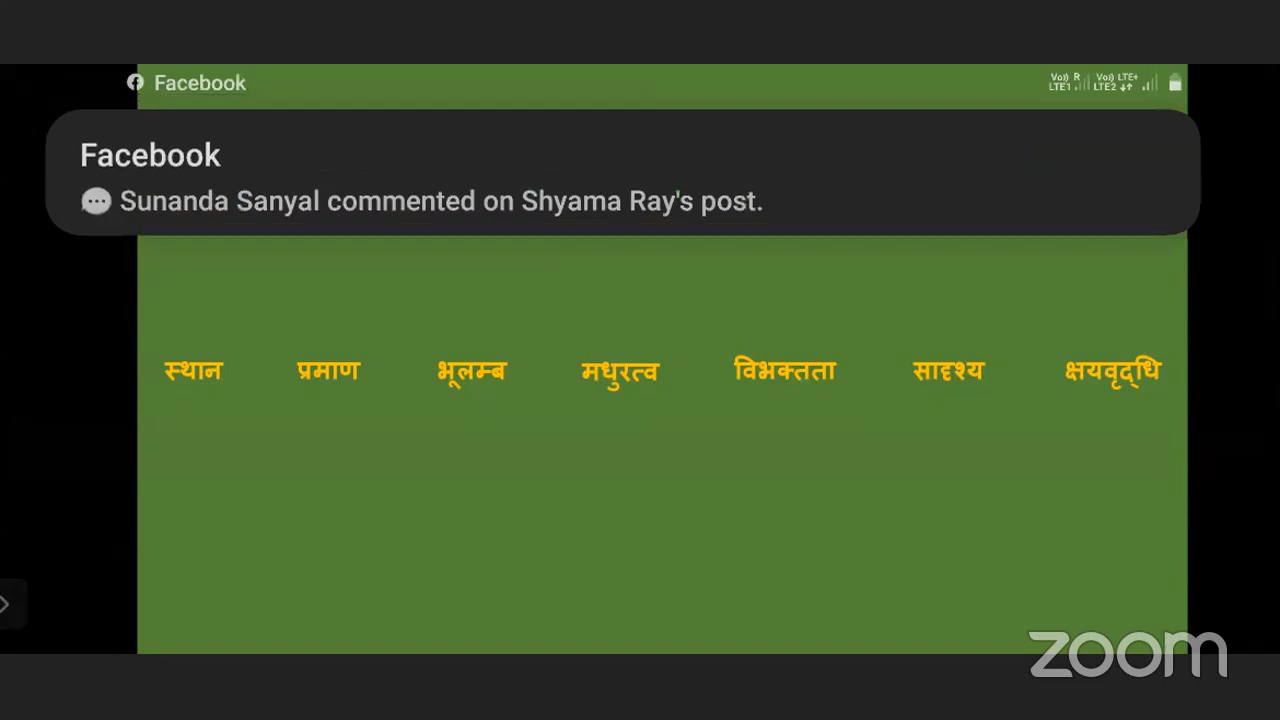 Facebook
Vo)) R LTE1 Vo)) LTE+ LTE2
Facebook
Sunanda Sanyal commented on Shyama Ray's post.
स्थान प्रमाण भूलम्ब मधुरत्व विभक्तता सादृश्य क्षयवृद्धि
zoom